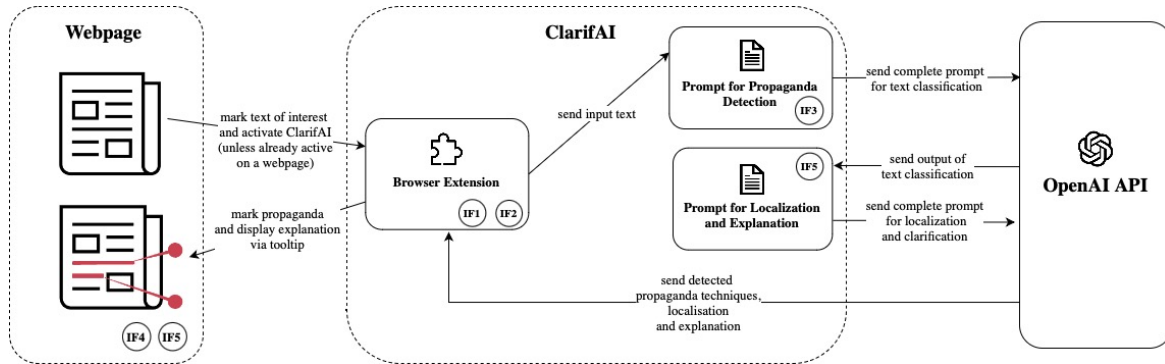 Webpage
mark text of interest
and activate ClarifAI
(unless already active
on a webpage)
mark propaganda
and display explanation
via tooltip
IF4
IF5
ClarifAI
Browser Extension
IF1
IF2
send input text
Prompt for Propaganda
Detection
IF3
IF5
Prompt for Localization
and Explanation
send complete prompt
for text classification
send output of
text classification
send complete prompt
for localization
and clarification
send detected
propaganda techniques,
localisation
and explanation
OpenAI API